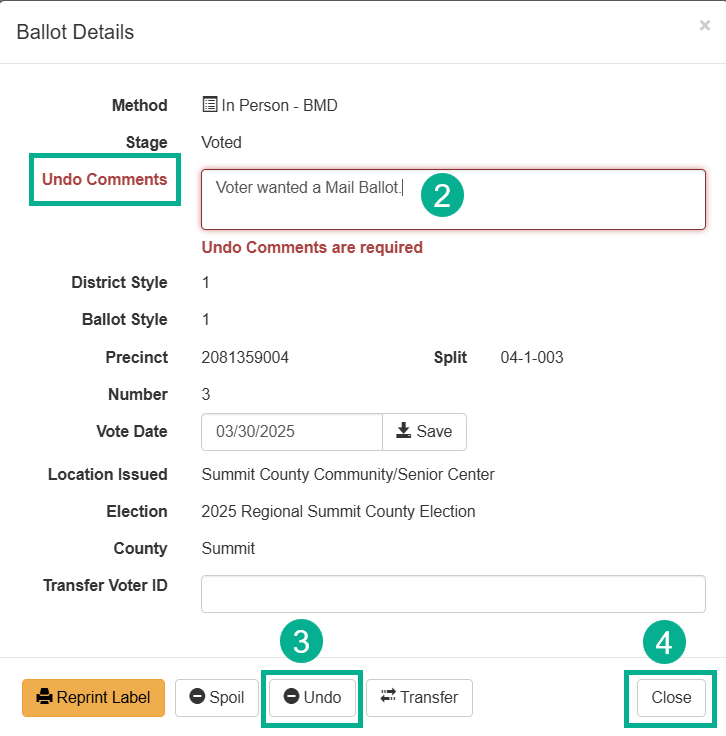 Ballot Details ×
Method In Person - BMD
Stage Voted
Undo Comments Voter wanted a Mail Ballot. 2
Undo Comments are required
District Style 1
Ballot Style 1
Precinct 2081359004 Split 04-1-003
Number 3
Vote Date 03/30/2025 Save
Location Issued Summit County Community/Senior Center
Election 2025 Regional Summit County Election
County Summit
Transfer Voter ID
3 4
Reprint Label Spoil Undo Transfer Close